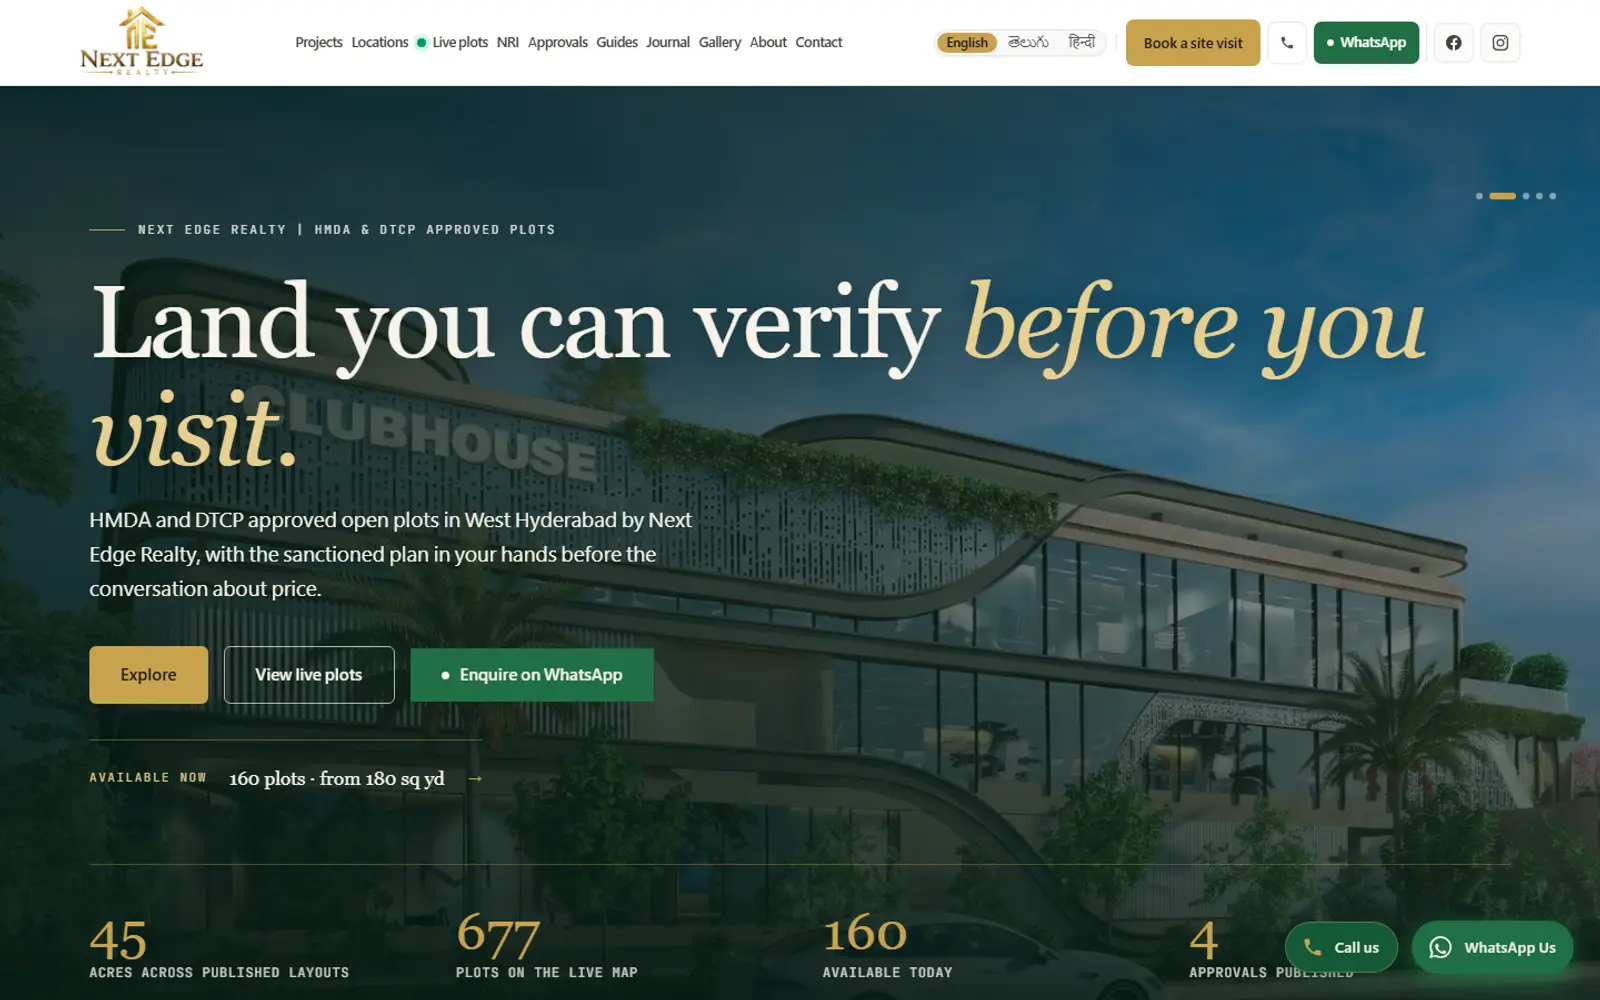 NEXT EDGE
REALTY
Projects Locations Live plots NRI Approvals Guides Journal Gallery About Contact
English తెలుగు हिन्दी
Book a site visit
WhatsApp
NEXT EDGE REALTY | HMDA & DTCP APPROVED PLOTS
Land you can verify before you
visit.
CLUBHOUSE
HMDA and DTCP approved open plots in West Hyderabad by Next
Edge Realty, with the sanctioned plan in your hands before the
conversation about price.
Explore
View live plots
Enquire on WhatsApp
AVAILABLE NOW 160 plots · from 180 sq yd →
45
ACRES ACROSS PUBLISHED LAYOUTS
677
PLOTS ON THE LIVE MAP
160
AVAILABLE TODAY
4
APPROVALS PUBLISHED
Call us
WhatsApp Us